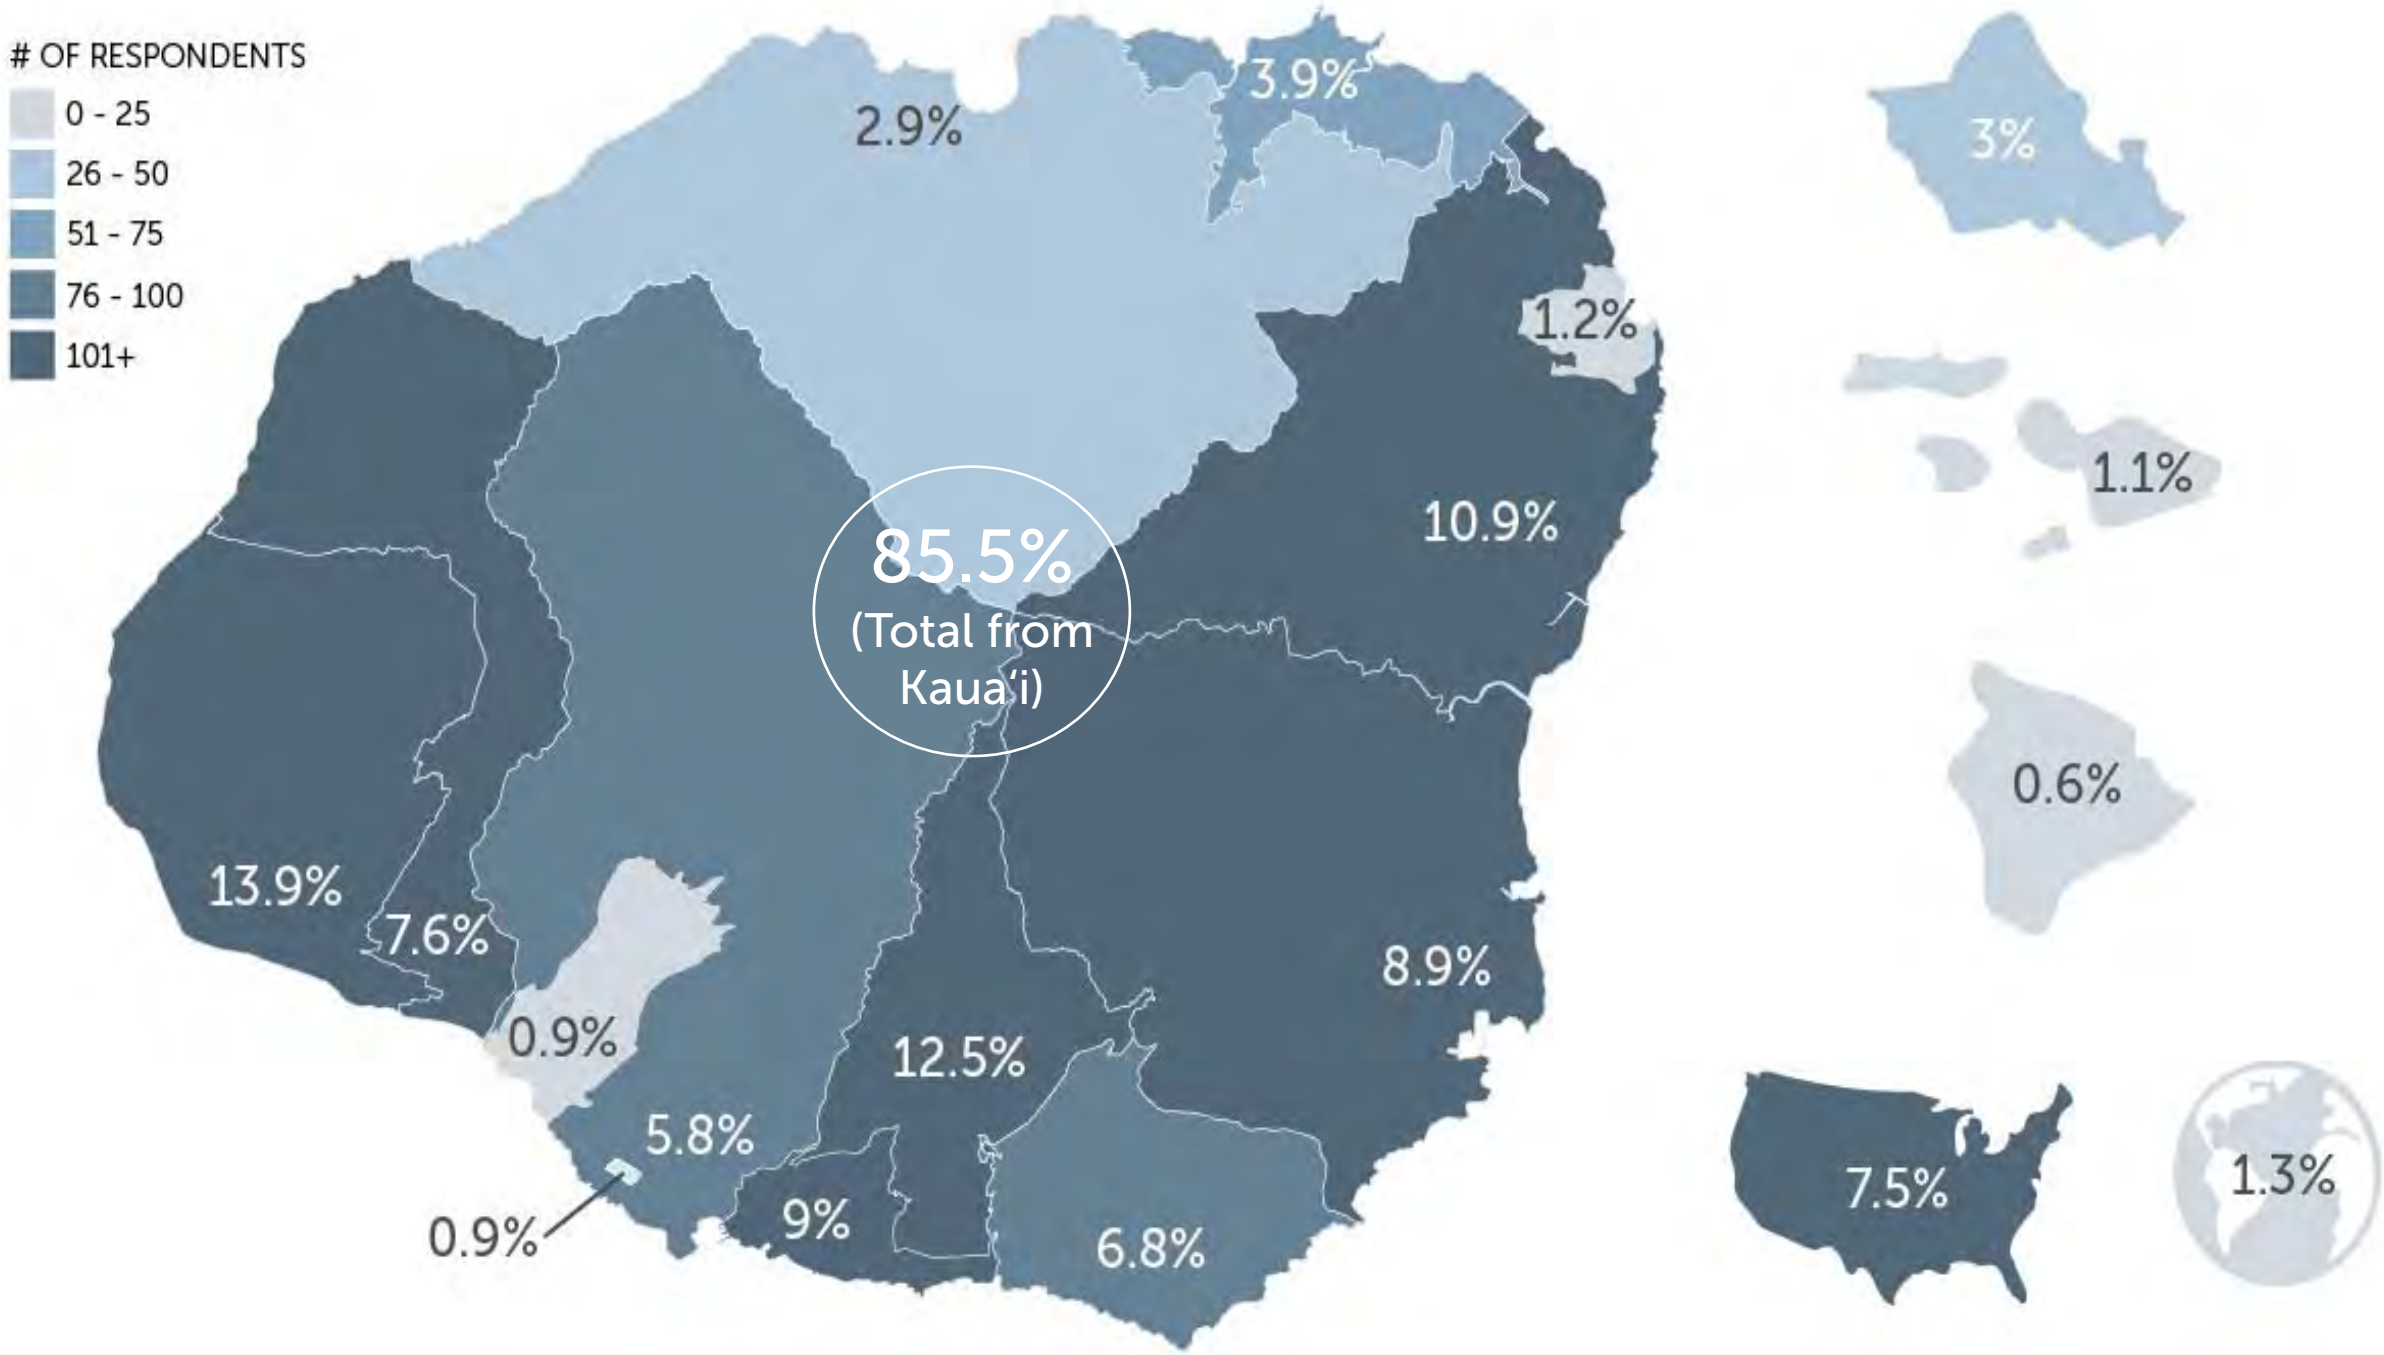 # OF RESPONDENTS
0 - 25
26 - 50
51 - 75
76 - 100
101+
3.9%
2.9%
3%
1.2%
1.1%
10.9%
85.5%
(Total from
Kauaʻi)
0.6%
13.9%
7.6%
8.9%
0.9%
12.5%
5.8%
0.9%
9%
6.8%
7.5%
1.3%